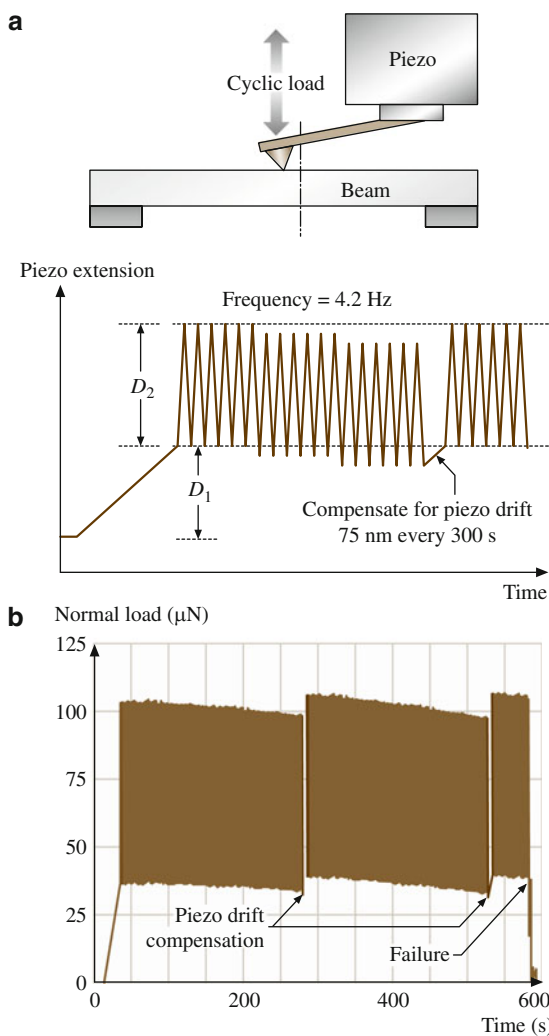 a
Piezo
Cyclic load
Beam
Piezo extension
Frequency = 4.2 Hz
D2
D1
Compensate for piezo drift
75 nm every 300 s
Time
b
Normal load (μN)
125
100
75
50
25
0
Piezo drift
compensation
Failure
0
200
400
600
Time (s)